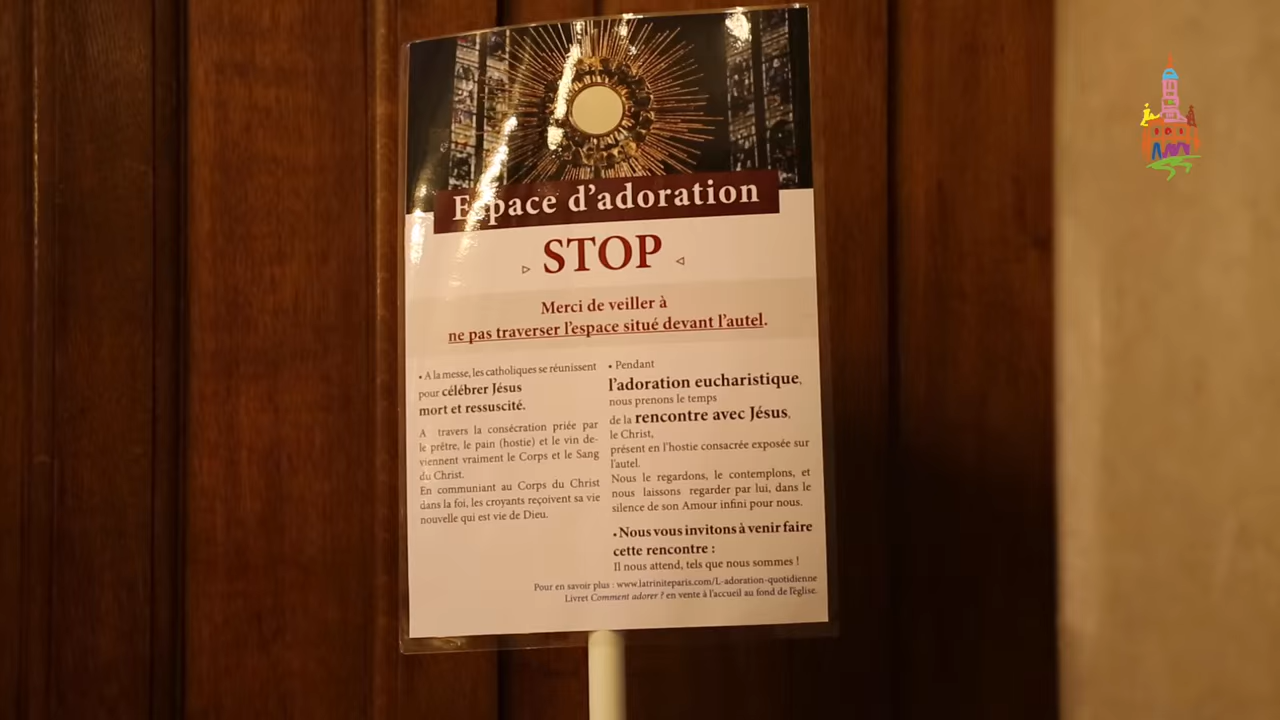 Espace d'adoration
STOP
Merci de veiller à
ne pas traverser l'espace situé devant l'autel.
• A la messe, les catholiques se réunissent
pour célébrer Jésus
mort et ressuscité.
A travers la consécration priée par
le prêtre, le pain (hostie) et le vin de-
viennent vraiment le Corps et le Sang
du Christ.
En communiant au Corps du Christ
dans la foi, les croyants reçoivent sa vie
nouvelle qui est vie de Dieu.
• Pendant
l'adoration eucharistique,
nous prenons le temps
de la rencontre avec Jésus,
le Christ,
présent en l'hostie consacrée exposée sur
l'autel.
Nous le regardons, le contemplons, et
nous laissons regarder par lui, dans le
silence de son Amour infini pour nous.
• Nous vous invitons à venir faire
cette rencontre :
Il nous attend, tels que nous sommes !
Pour en savoir plus : www.latriniteparis.com/L-adoration-quotidienne
Livret Comment adorer ? en vente à l'accueil au fond de l'église.